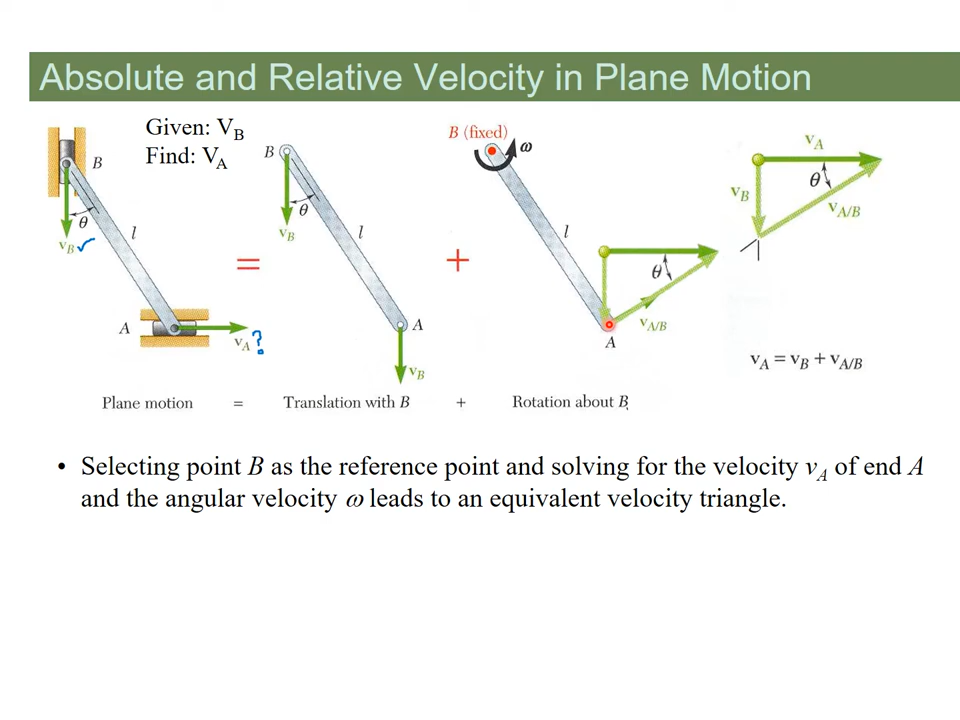 Absolute and Relative Velocity in Plane Motion
Given: V_B
Find: V_A
B
θ
v_B
l
A
v_A ?
=
B
θ
v_B
l
A
v_B
+
B (fixed)
ω
l
θ
v_A/B
A
v_A
v_B
θ
v_A/B
v_A = v_B + v_A/B
Plane motion = Translation with B + Rotation about B
• Selecting point B as the reference point and solving for the velocity v_A of end A
and the angular velocity ω leads to an equivalent velocity triangle.